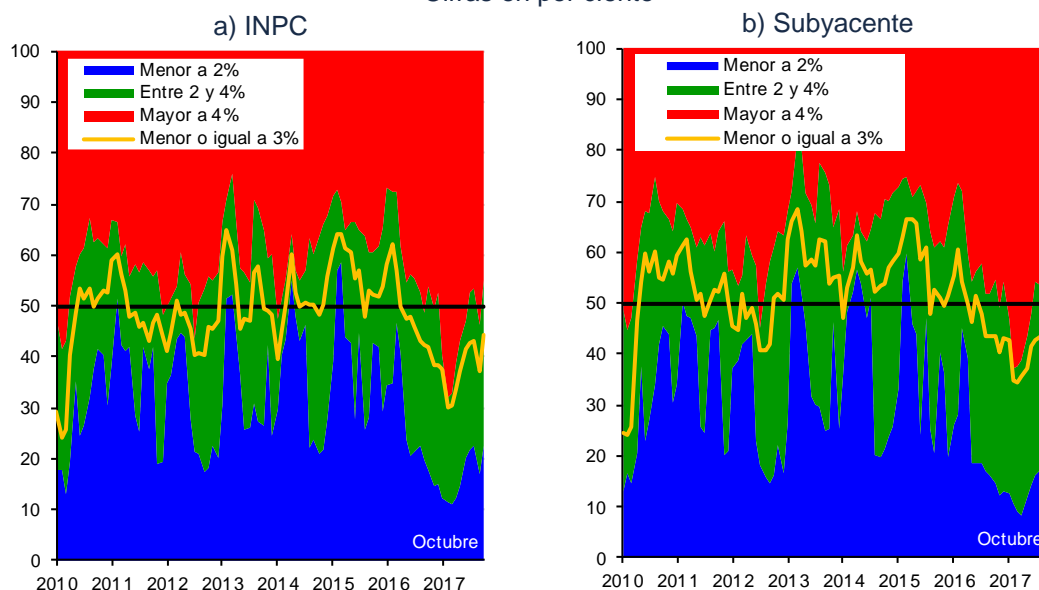 Cifras en por ciento
a) INPC
100
90
80
70
60
50
40
30
20
10
0
Menor a 2%
Entre 2 y 4%
Mayor a 4%
Menor o igual a 3%
Octubre
2010 2011 2012 2013 2014 2015 2016 2017
b) Subyacente
100
90
80
70
60
50
40
30
20
10
0
Menor a 2%
Entre 2 y 4%
Mayor a 4%
Menor o igual a 3%
Octubre
2010 2011 2012 2013 2014 2015 2016 2017